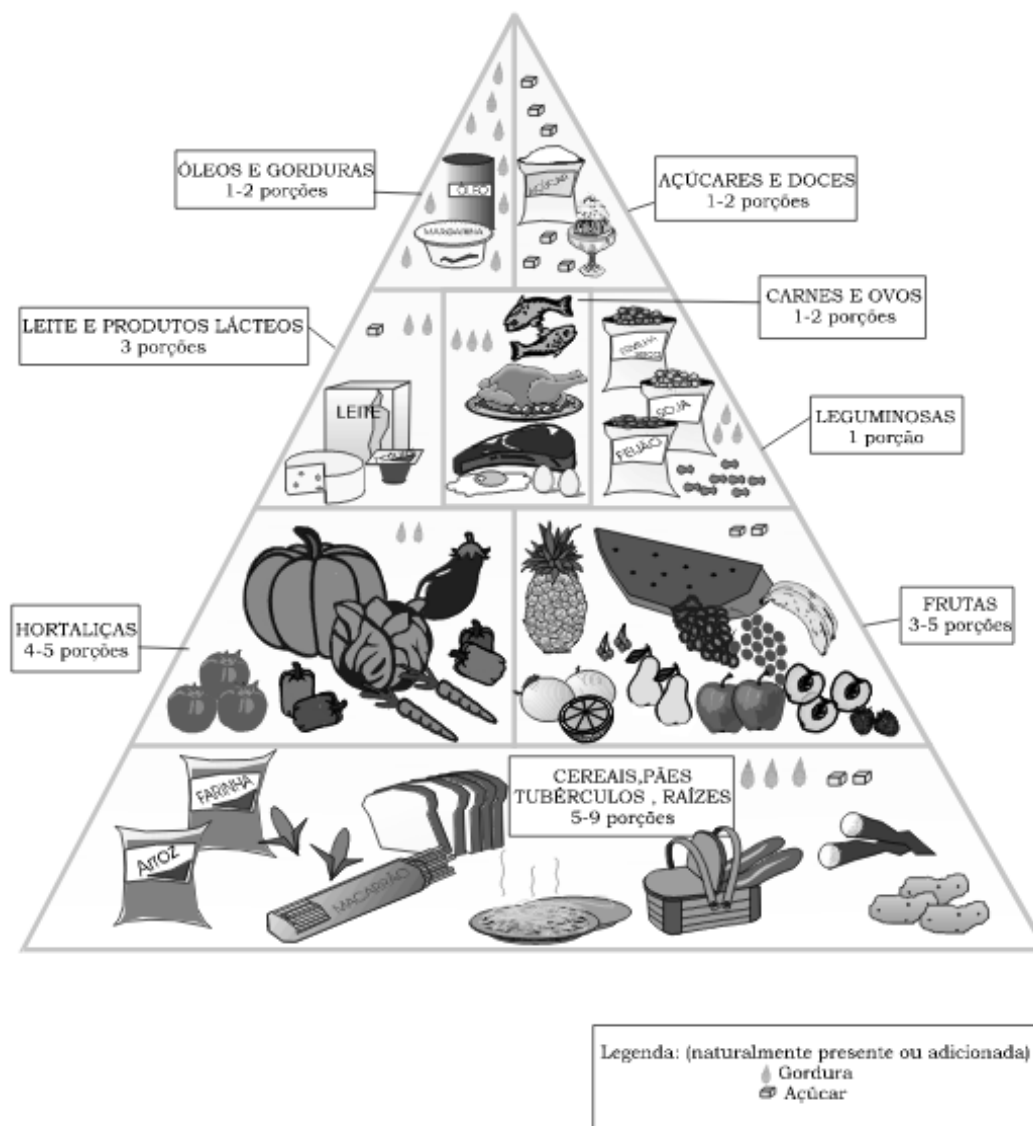 ÓLEOS E GORDURAS
1-2 porções
AÇÚCARES E DOCES
1-2 porções
ÓLEO
AÇÚCAR
MARGARINA
LEITE E PRODUTOS LÁCTEOS
3 porções
CARNES E OVOS
1-2 porções
LEITE
SOJA
FEIJÃO
LEGUMINOSAS
1 porção
HORTALIÇAS
4-5 porções
FRUTAS
3-5 porções
FARINHA
Arroz
MACARRÃO
CEREAIS,PÃES
TUBÉRCULOS , RAÍZES
5-9 porções
Legenda: (naturalmente presente ou adicionada)
Gordura
Açúcar